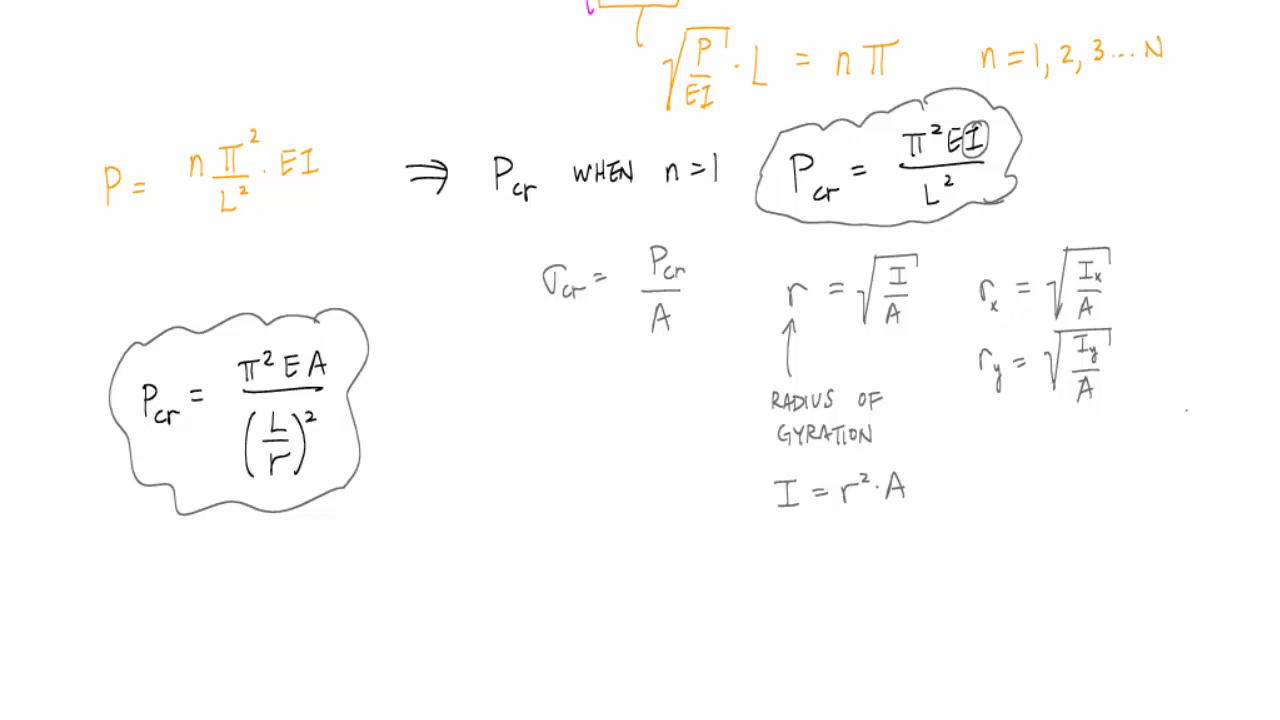 √(P/EI) · L = nπ n = 1, 2, 3 ... N
P = nπ²/L² · EI ⇒ Pcr WHEN n = 1 Pcr = π²EI/L²
σcr = Pcr/A r = √(I/A) rx = √(Ix/A)
ry = √(Iy/A)
Pcr = π²EA/(L/r)²
RADIUS OF
GYRATION
I = r² · A